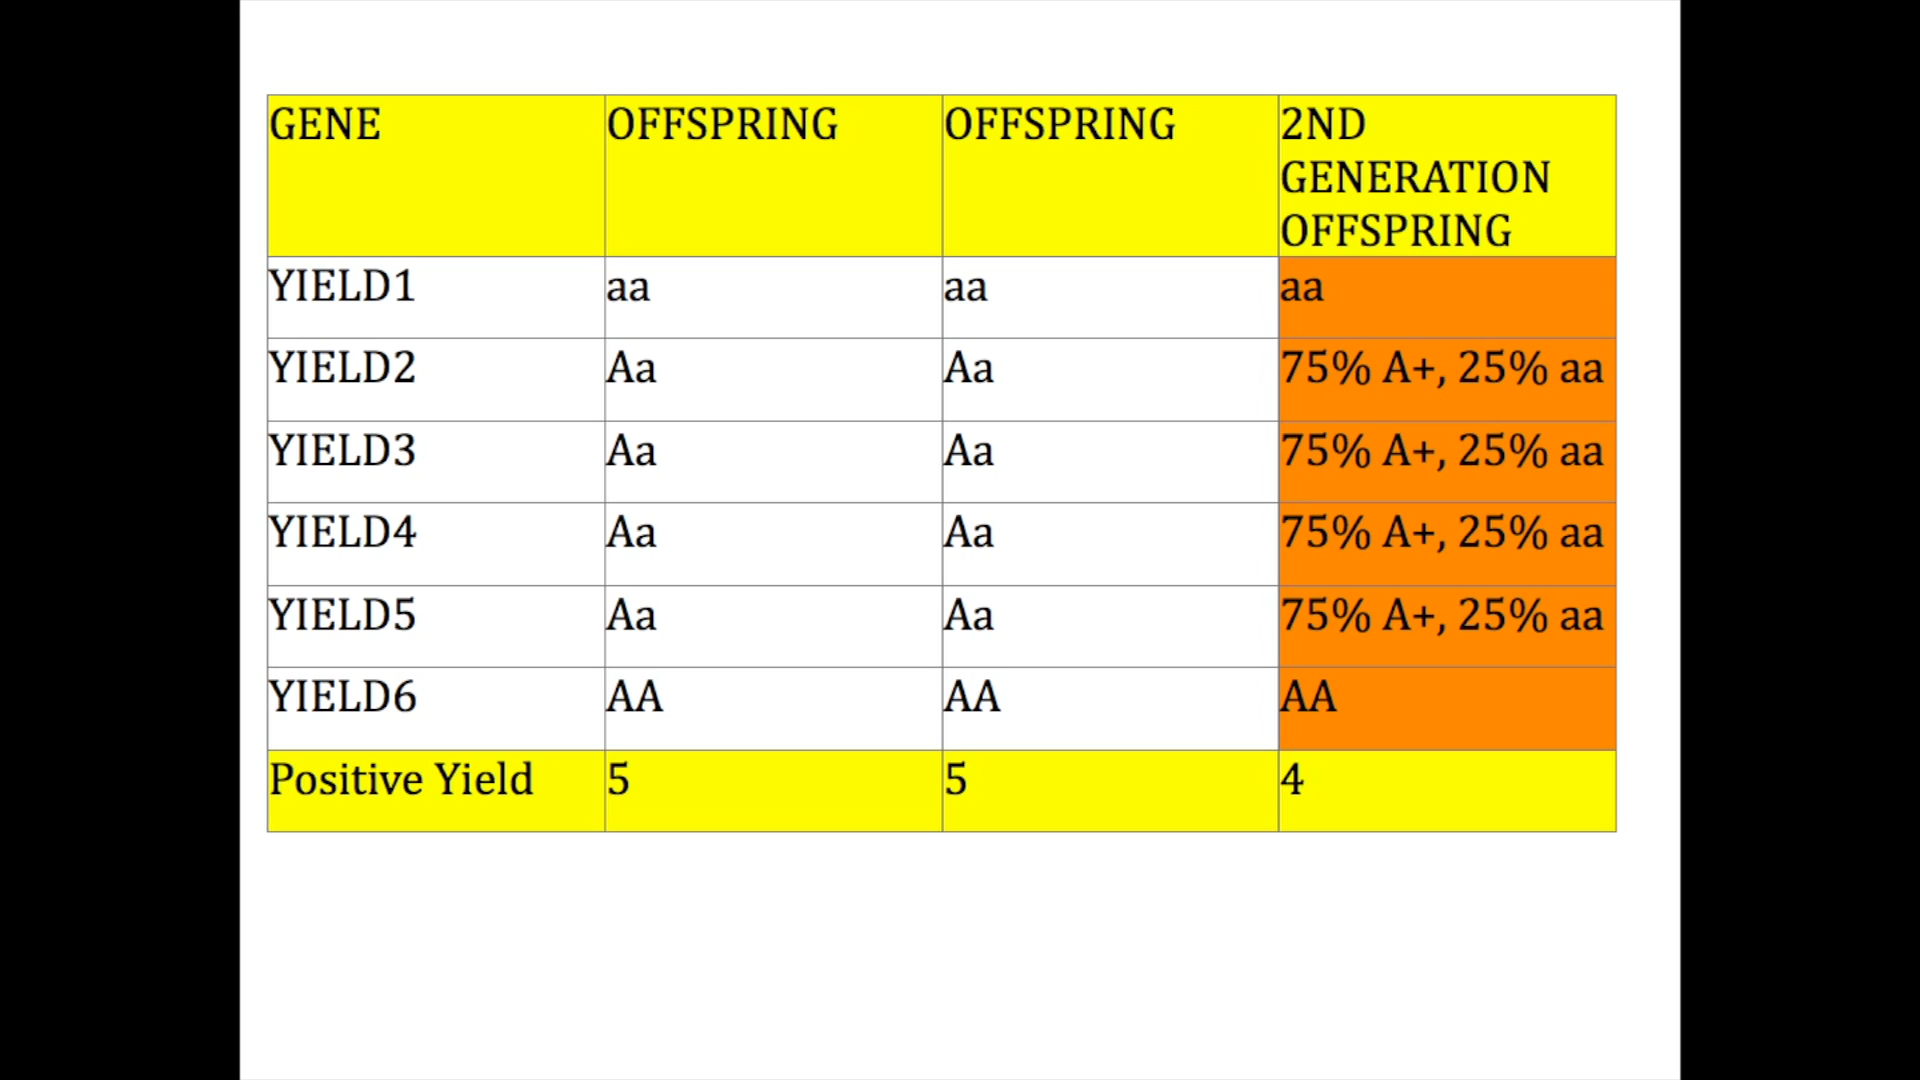 GENE OFFSPRING OFFSPRING 2ND
GENERATION
OFFSPRING
YIELD1 aa aa aa
YIELD2 Aa Aa 75% A+, 25% aa
YIELD3 Aa Aa 75% A+, 25% aa
YIELD4 Aa Aa 75% A+, 25% aa
YIELD5 Aa Aa 75% A+, 25% aa
YIELD6 AA AA AA
Positive Yield 5 5 4